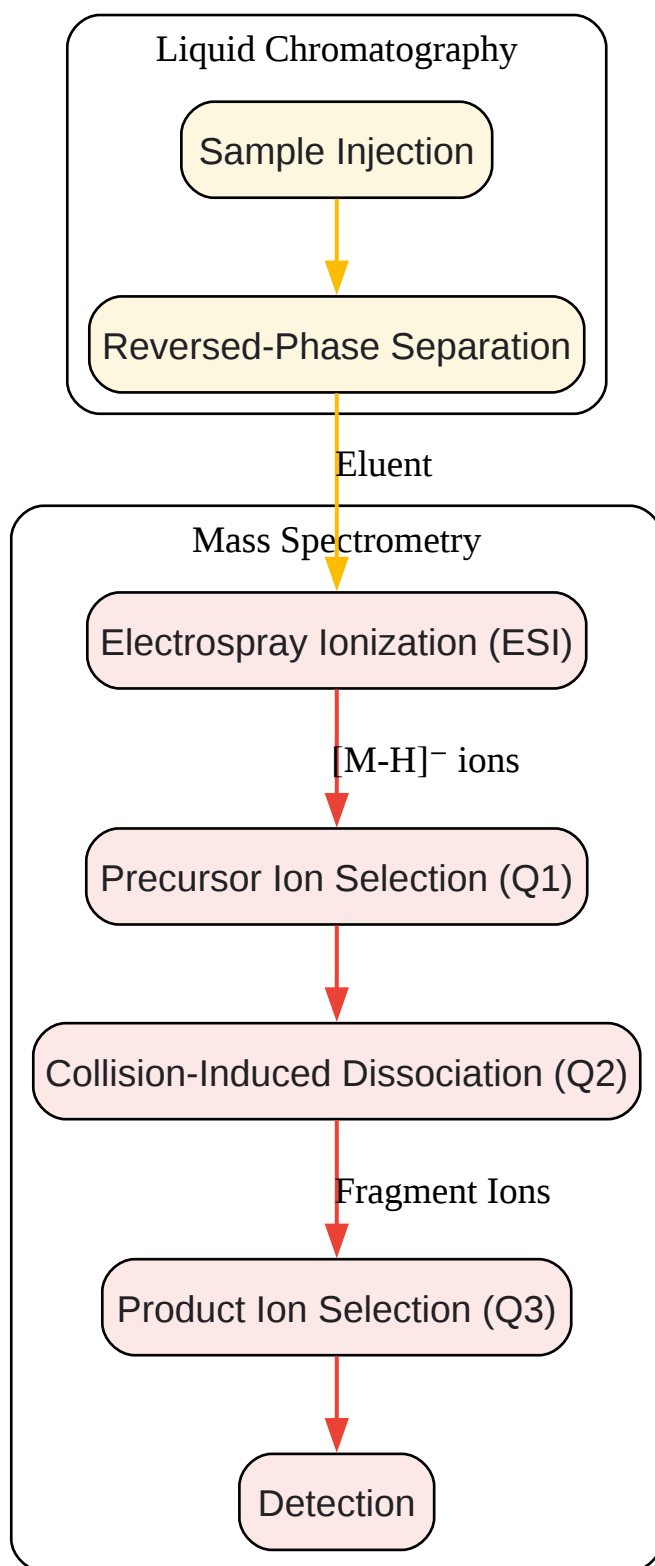 Liquid Chromatography
Sample Injection
Reversed-Phase Separation
Eluent
Mass Spectrometry
Electrospray Ionization (ESI)
[M-H]⁻ ions
Precursor Ion Selection (Q1)
Collision-Induced Dissociation (Q2)
Fragment Ions
Product Ion Selection (Q3)
Detection